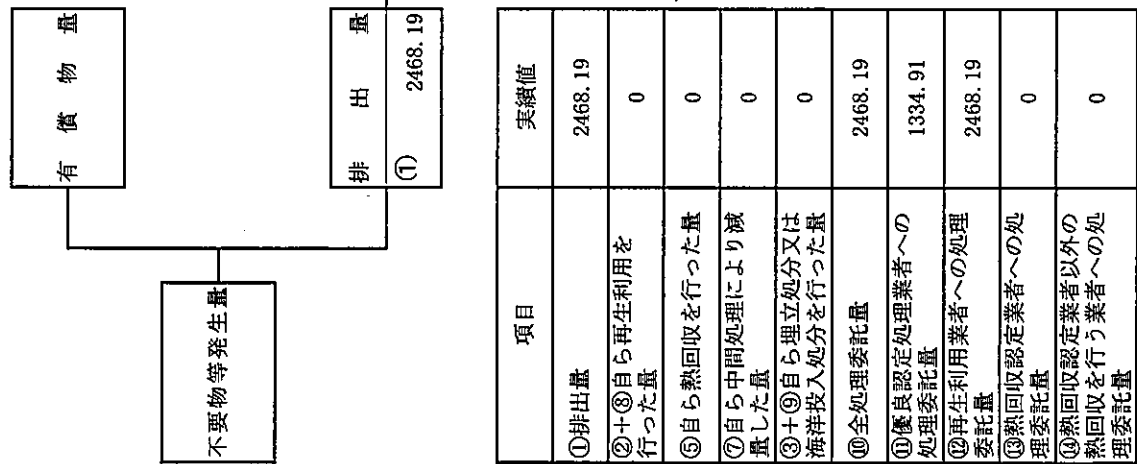 不要物等発生量
有償物量
排出量
① 2468.19
項目 実績値
①排出量 2468.19
②+⑧自ら再生利用を
行った量 0
⑤自ら熱回収を行った量 0
⑦自ら中間処理により減
量した量 0
③+⑨自ら埋立処分又は
海洋投入処分を行った量 0
⑩全処理委託量 2468.19
⑪優良認定処理業者への
処理委託量 1334.91
⑫再生利用業者への処理
委託量 2468.19
⑬熱回収認定業者への処
理委託量 0
⑭熱回収認定業者以外の
熱回収を行う業者への処
理委託量 0